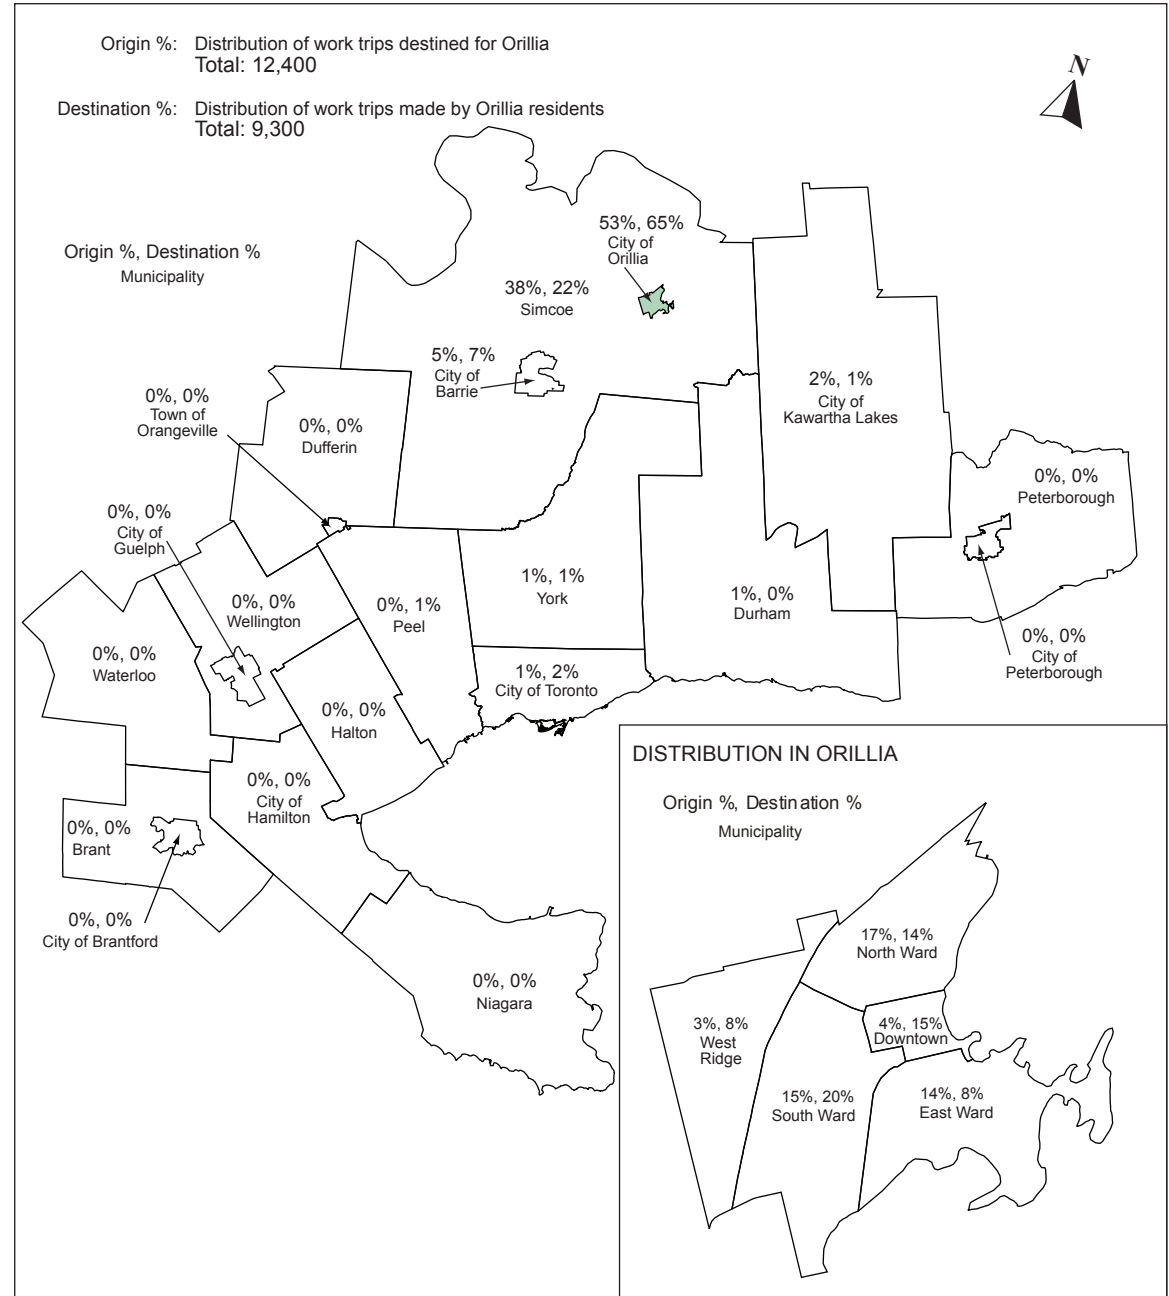 Origin %: Distribution of work trips destined for Orillia
Total: 12,400
Destination %: Distribution of work trips made by Orillia residents
Total: 9,300
N
Origin %, Destination %
Municipality
53%, 65%
City of
Orillia
38%, 22%
Simcoe
5%, 7%
City of
Barrie
0%, 0%
Town of
Orangeville
0%, 0%
Dufferin
2%, 1%
City of
Kawartha Lakes
0%, 0%
Peterborough
0%, 0%
City of
Guelph
0%, 0%
Wellington
0%, 1%
Peel
1%, 1%
York
1%, 0%
Durham
0%, 0%
City of
Peterborough
0%, 0%
Waterloo
1%, 2%
City of Toronto
0%, 0%
Halton
0%, 0%
City of
Hamilton
0%, 0%
Brant
0%, 0%
City of Brantford
0%, 0%
Niagara
DISTRIBUTION IN ORILLIA
Origin %, Destination %
Municipality
17%, 14%
North Ward
3%, 8%
West
Ridge
4%, 15%
Downtown
15%, 20%
South Ward
14%, 8%
East Ward